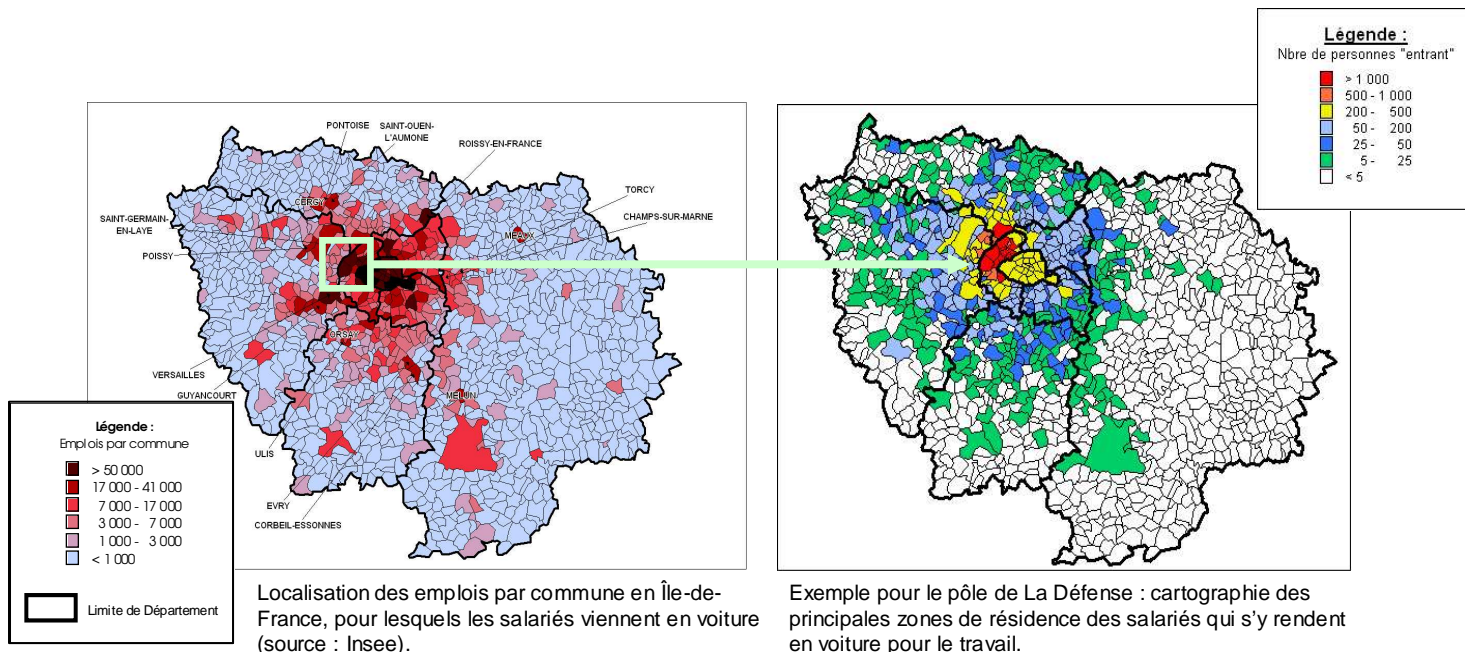 Légende :
Nbre de personnes "entrant"
> 1 000
500 - 1 000
200 - 500
50 - 200
25 - 50
5 - 25
< 5
PONTOISE
SAINT-OUEN-
L'AUMONE
ROISSY-EN-FRANCE
TORCY
CHAMPS-SUR-MARNE
CERGY
MEAUX
SAINT-GERMAIN-
EN-LAYE
POISSY
ORSAY
VERSAILLES
GUYANCOURT
MELUN
ULIS
EVRY
CORBEIL-ESSONNES
Légende :
Emplois par commune
> 50 000
17 000 - 41 000
7 000 - 17 000
3 000 - 7 000
1 000 - 3 000
< 1 000
Limite de Département
Localisation des emplois par commune en Île-de-
France, pour lesquels les salariés viennent en voiture
(source : Insee).
Exemple pour le pôle de La Défense : cartographie des
principales zones de résidence des salariés qui s'y rendent
en voiture pour le travail.